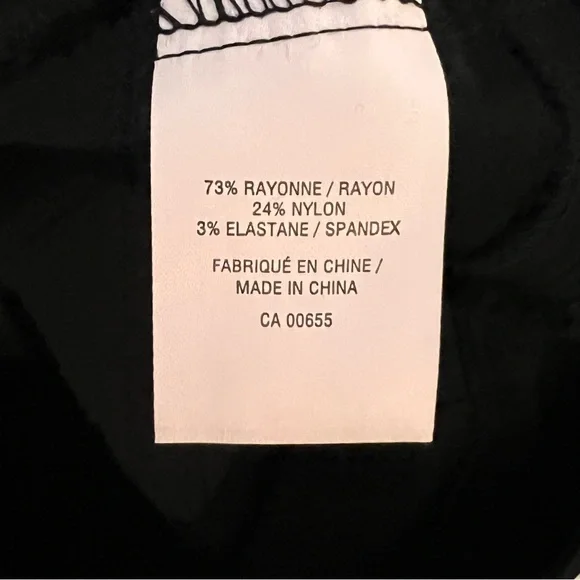 73% RAYONNE / RAYON
24% NYLON
3% ELASTANE / SPANDEX
FABRIQUÉ EN CHINE /
MADE IN CHINA
CA 00655